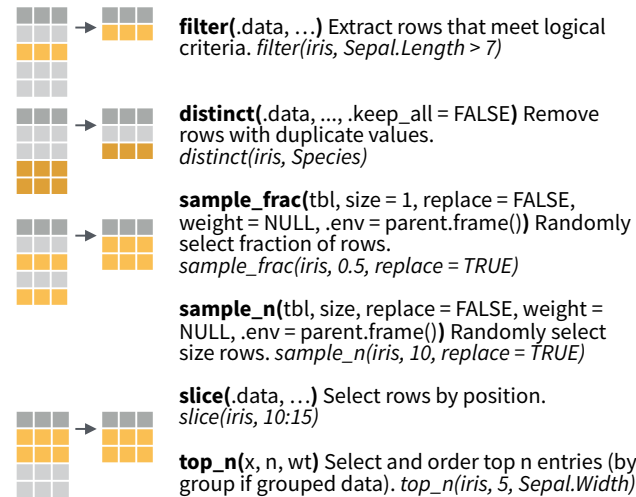 filter(.data, …) Extract rows that meet logical
criteria. filter(iris, Sepal.Length > 7)
distinct(.data, ..., .keep_all = FALSE) Remove
rows with duplicate values.
distinct(iris, Species)
sample_frac(tbl, size = 1, replace = FALSE,
weight = NULL, .env = parent.frame()) Randomly
select fraction of rows.
sample_frac(iris, 0.5, replace = TRUE)
sample_n(tbl, size, replace = FALSE, weight =
NULL, .env = parent.frame()) Randomly select
size rows. sample_n(iris, 10, replace = TRUE)
slice(.data, …) Select rows by position.
slice(iris, 10:15)
top_n(x, n, wt) Select and order top n entries (by
group if grouped data). top_n(iris, 5, Sepal.Width)